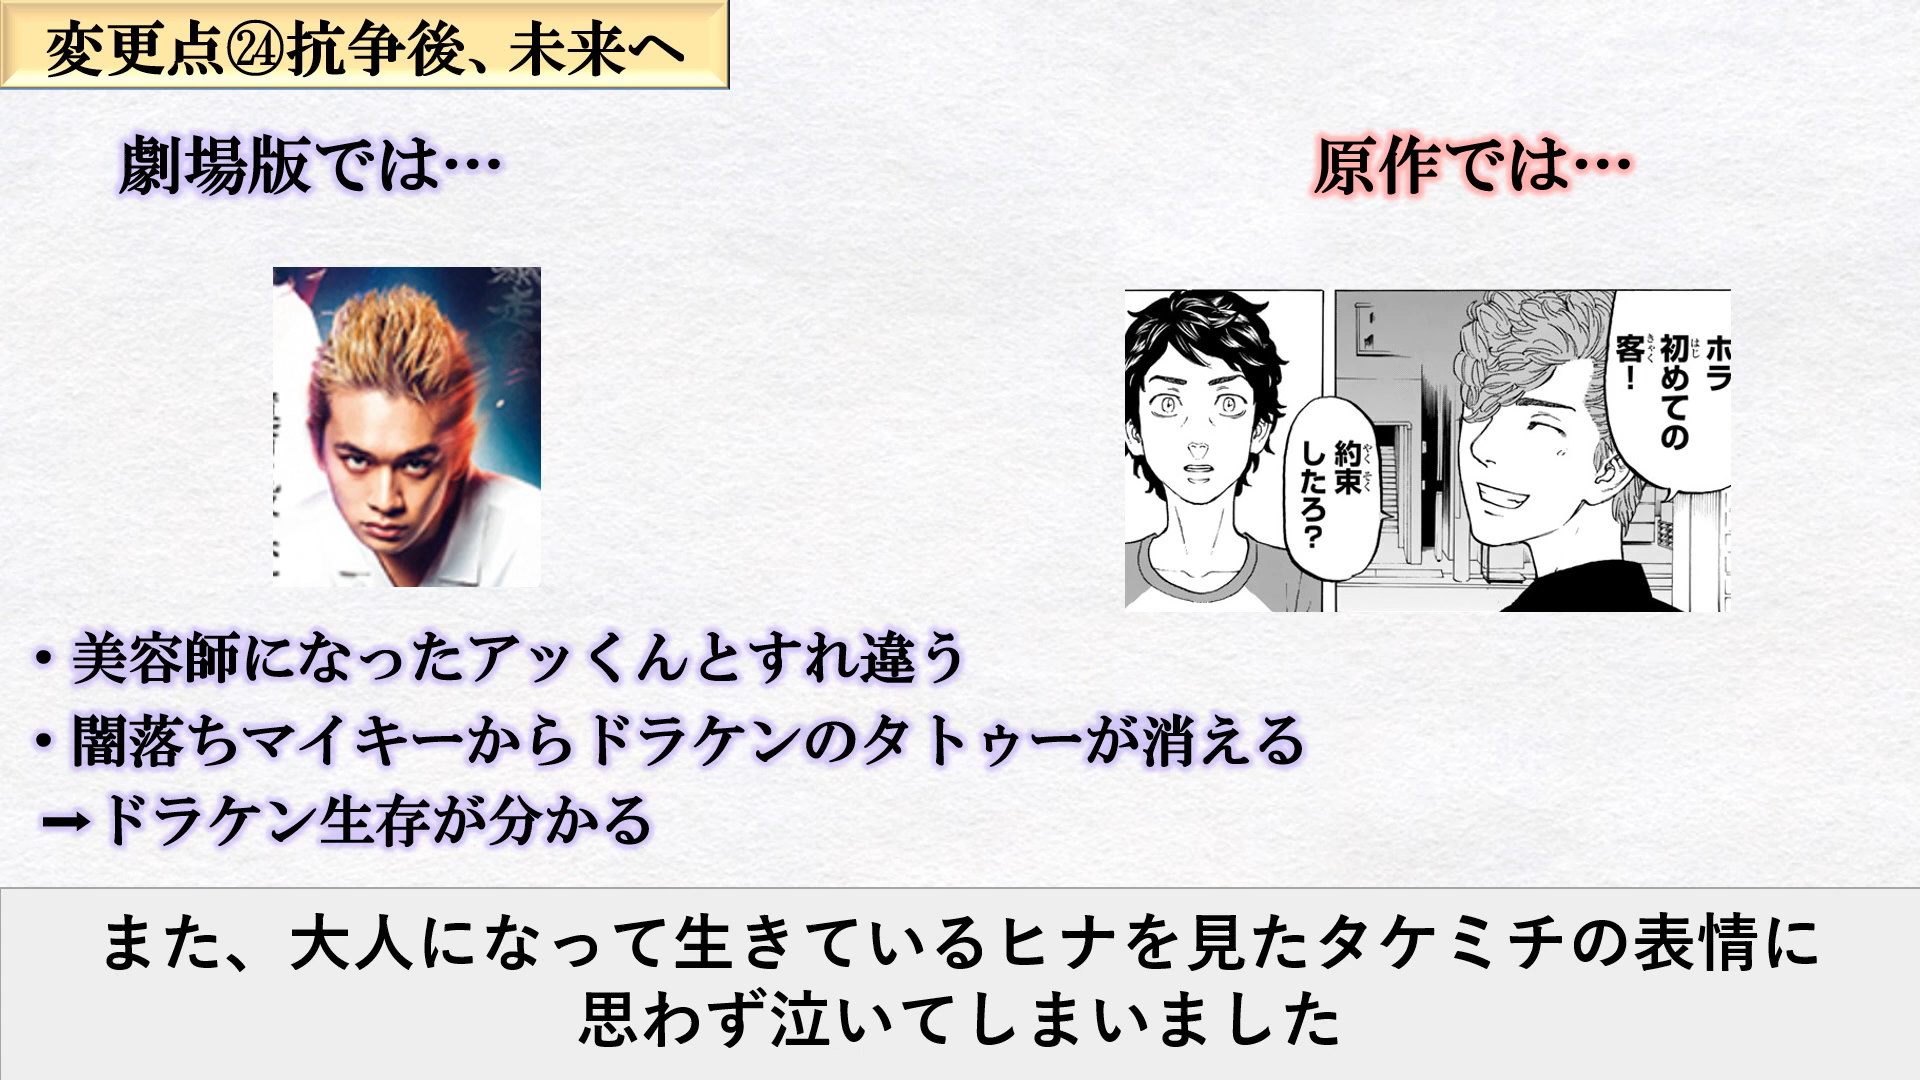 変更点㉔抗争後、未来へ
劇場版では…
原作では…
ホラ
初めての
客！
約束
したろ？
・美容師になったアッくんとすれ違う
・闇落ちマイキーからドラケンのタトゥーが消える
➡ドラケン生存が分かる
また、大人になって生きているヒナを見たタケミチの表情に
思わず泣いてしまいました